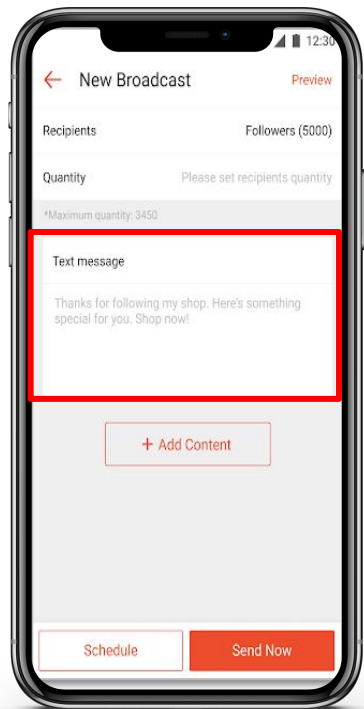 12:30
New Broadcast Preview
Recipients Followers (5000)
Quantity Please set recipients quantity
*Maximum quantity: 3450
Text message
Thanks for following my shop. Here's something
special for you. Shop now!
+ Add Content
Schedule Send Now